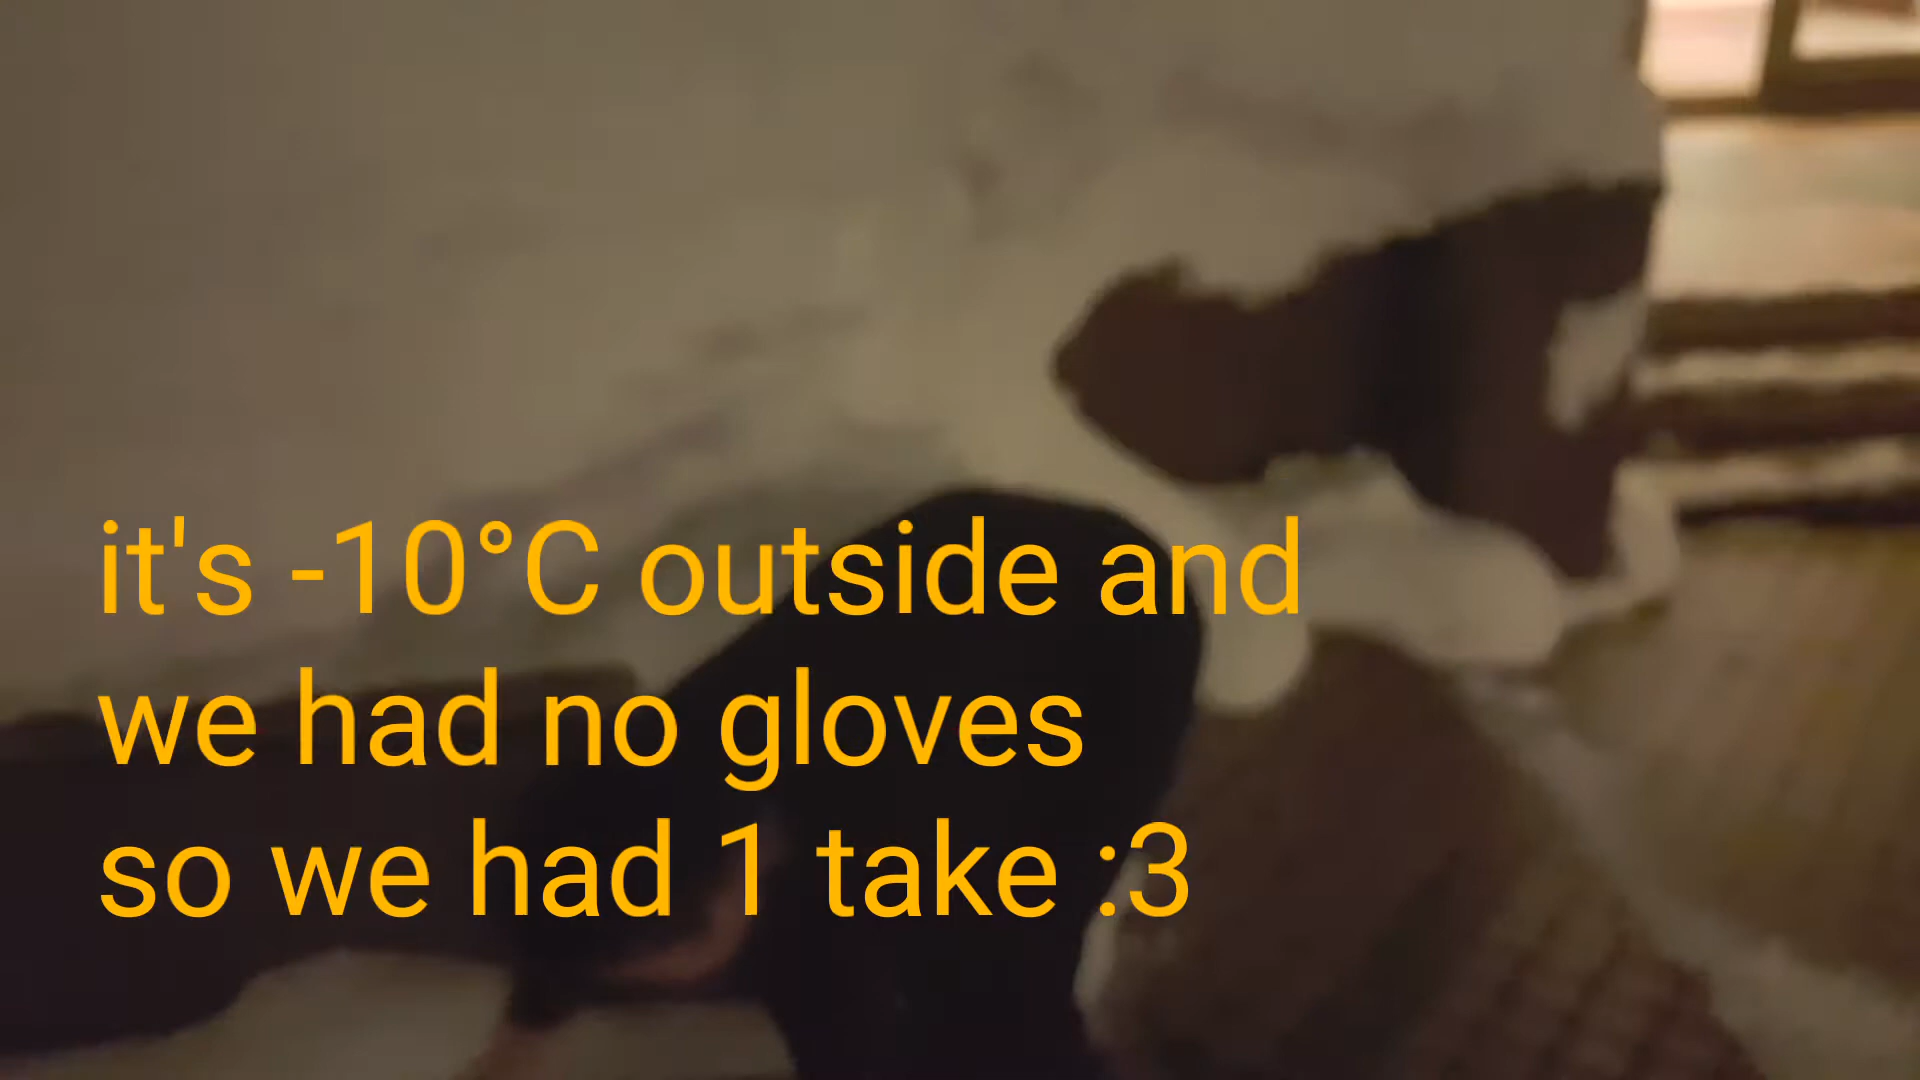 it's -10°C outside and
we had no gloves
so we had 1 take :3